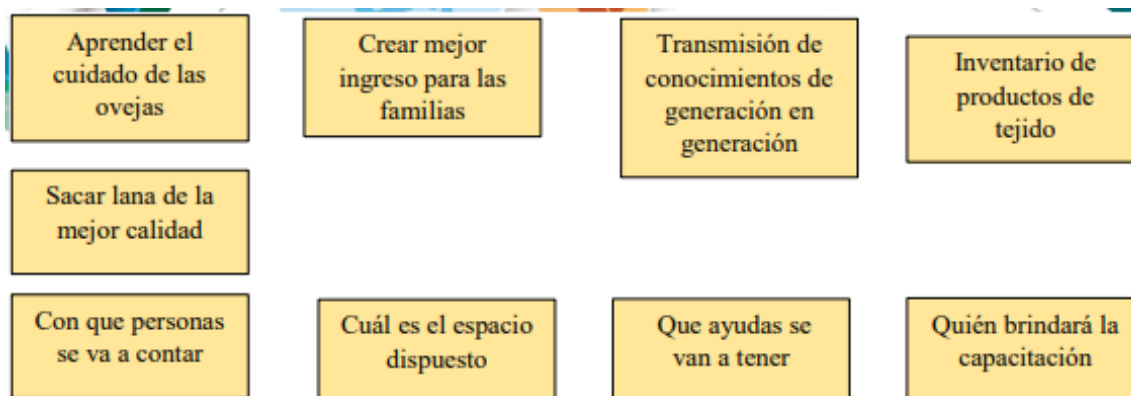 Aprender el
cuidado de las
ovejas
Crear mejor
ingreso para las
familias
Transmisión de
conocimientos de
generación en
generación
Inventario de
productos de
tejido
Sacar lana de la
mejor calidad
Con que personas
se va a contar
Cuál es el espacio
dispuesto
Que ayudas se
van a tener
Quién brindará la
capacitación